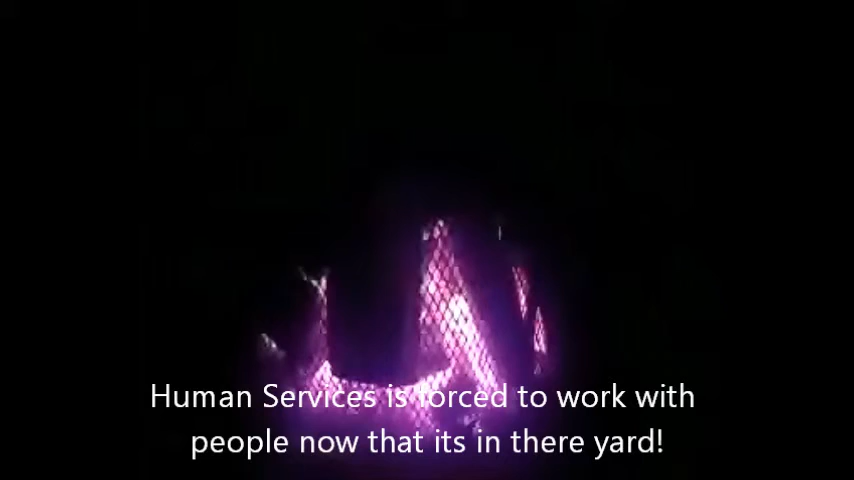 Human Services is forced to work with
people now that its in there yard!